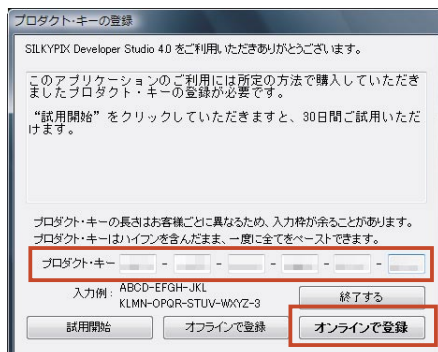 プロダクト・キーの登録
SILKYPIX Developer Studio 4.0 をご利用いただきありがとうございます。
このアプリケーションのご利用には所定の方法で購入していただき
ましたプロダクト・キーの登録が必要です。
“試用開始”をクリックしていただきますと、30日間ご試用いただ
けます。
プロダクト・キーの長さはお客様ごとに異なるため、入力枠が余ることがあります。
プロダクト・キーはハイフンを含んだまま、一度に全てをペーストできます。
プロダクト・キー - - - - -
入力例： ABCD-EFGH-JKL
KLMN-OPQR-STUV-WXYZ-3
終了する
試用開始 オフラインで登録 オンラインで登録